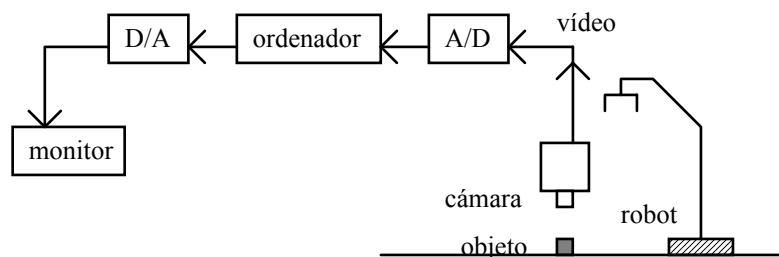 vídeo
D/A
ordenador
A/D
monitor
cámara
robot
objeto